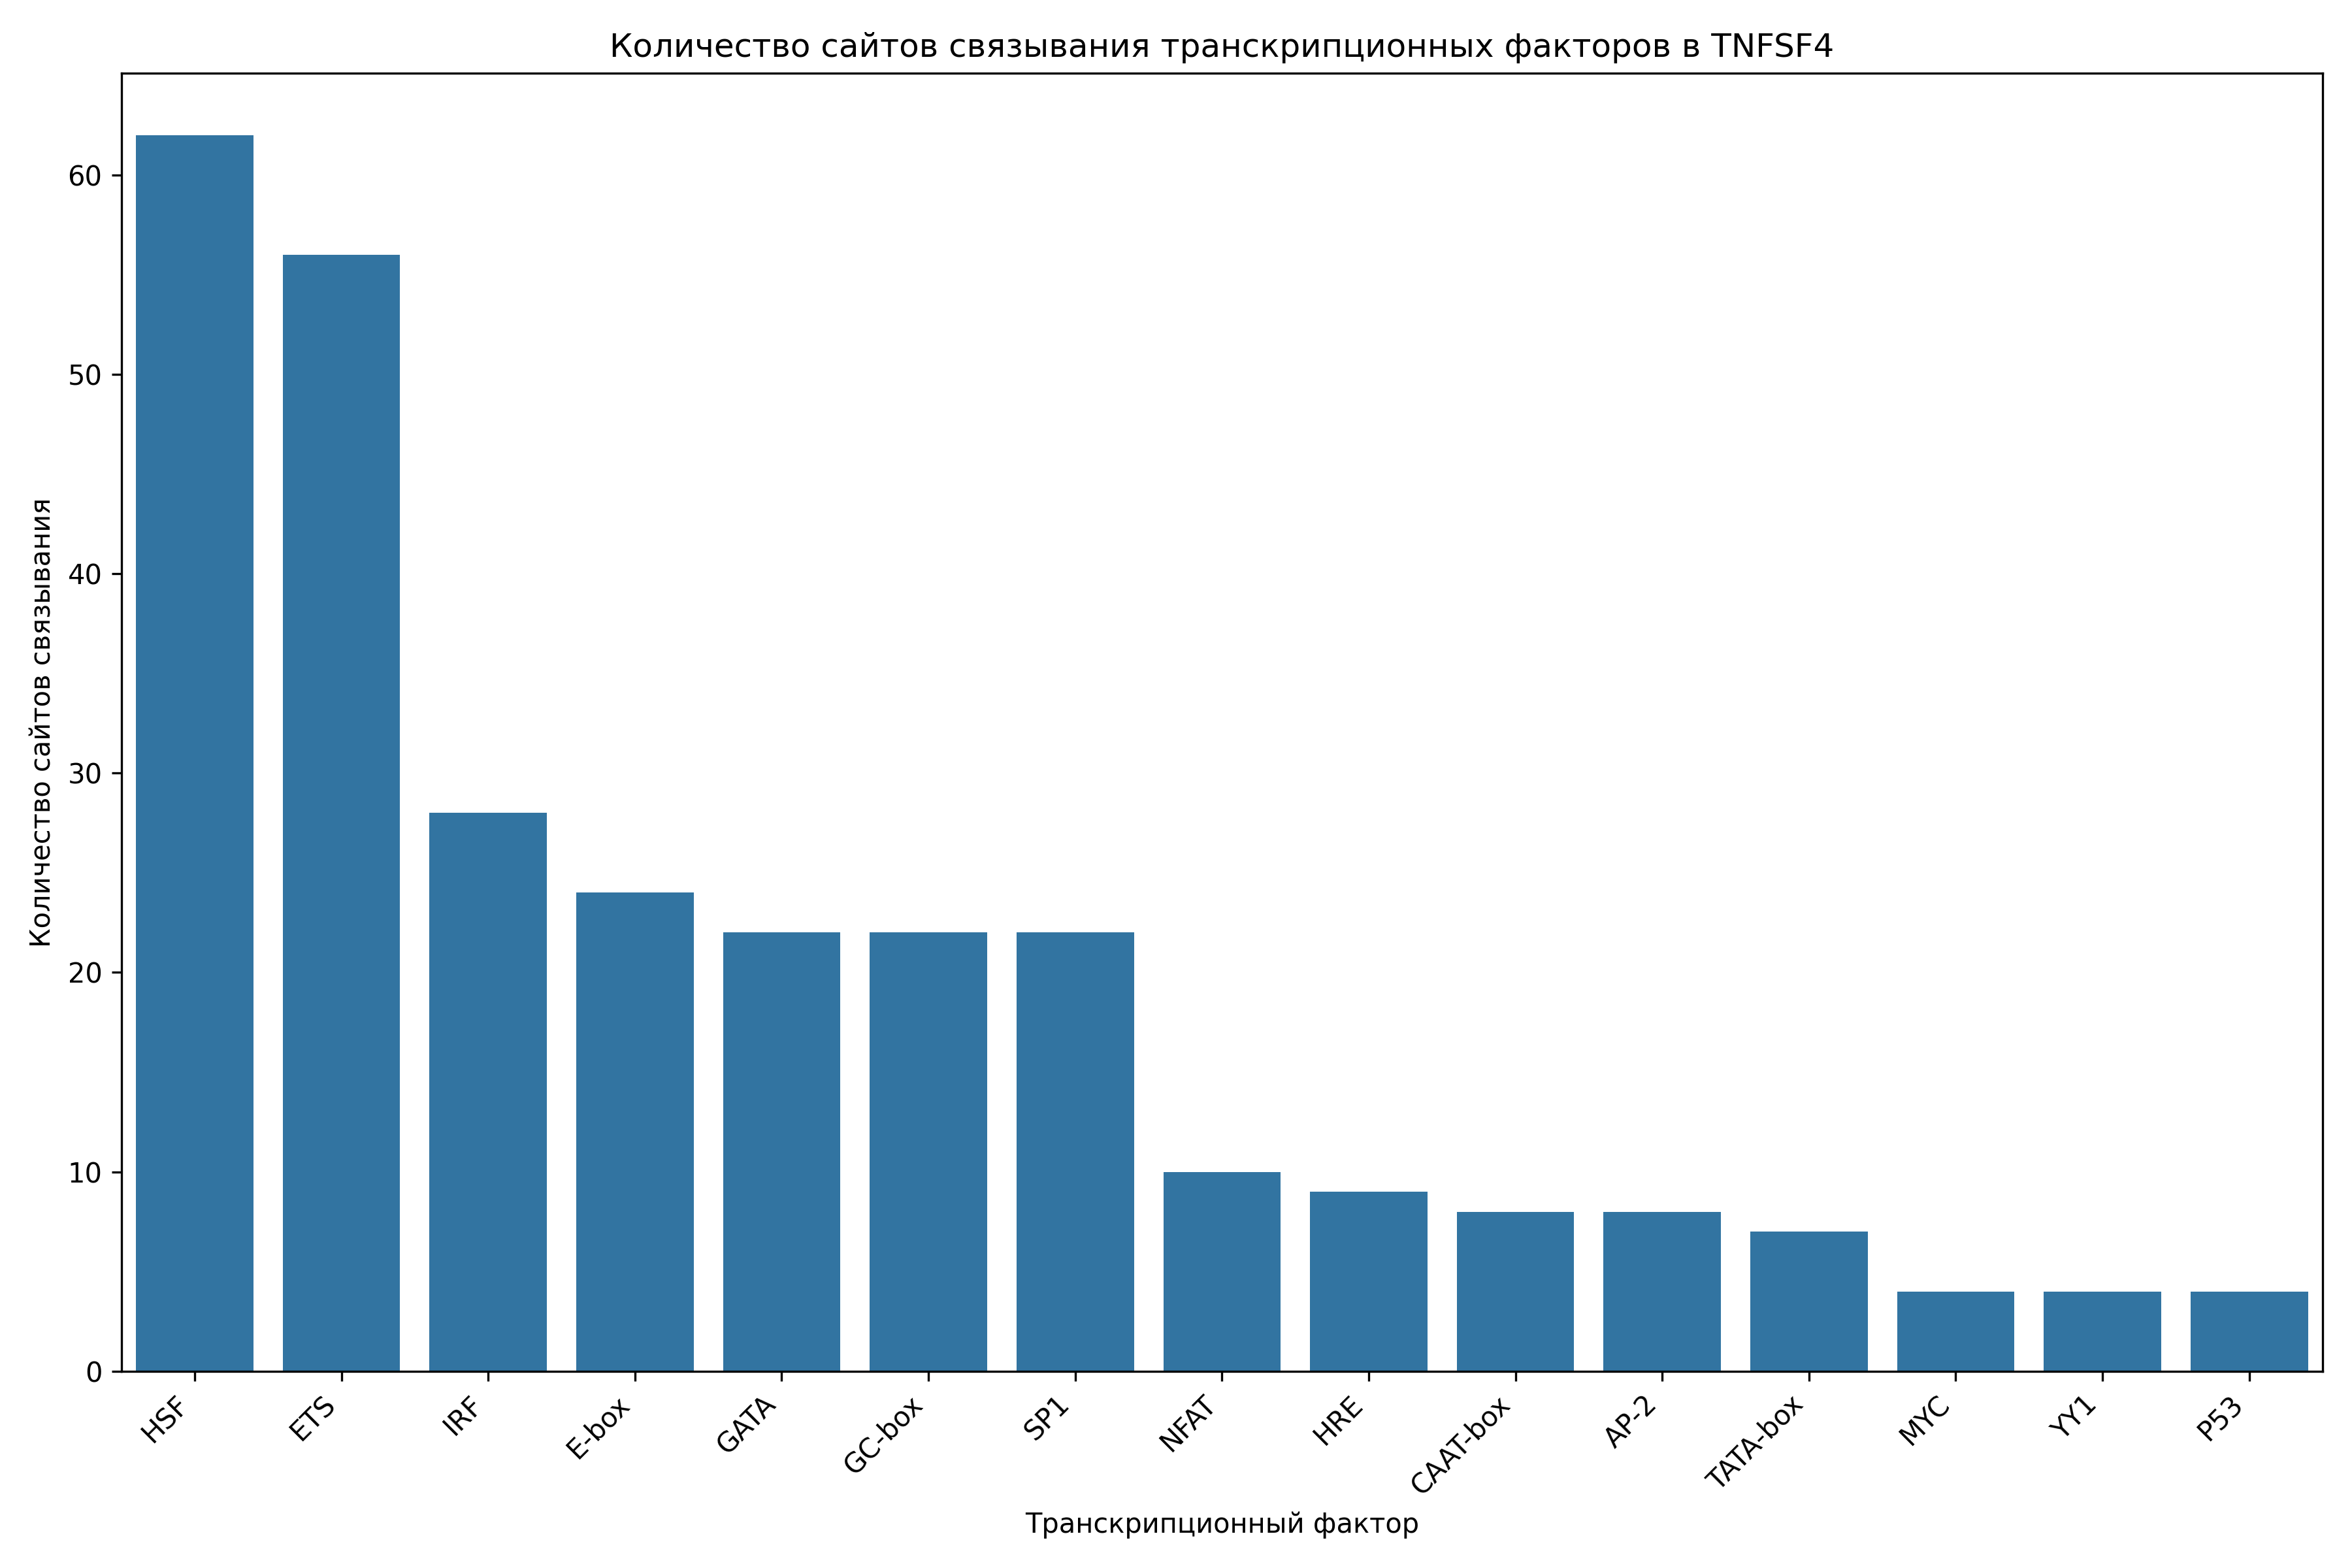 Количество сайтов связывания транскрипционных факторов в TNFSF4
Количество сайтов связывания
60
50
40
30
20
10
0
HSF
ETS
IRF
E-box
GATA
GC-box
SP1
NFAT
HRE
CAAT-box
AP-2
TATA-box
MYC
YY1
P53
Транскрипционный фактор